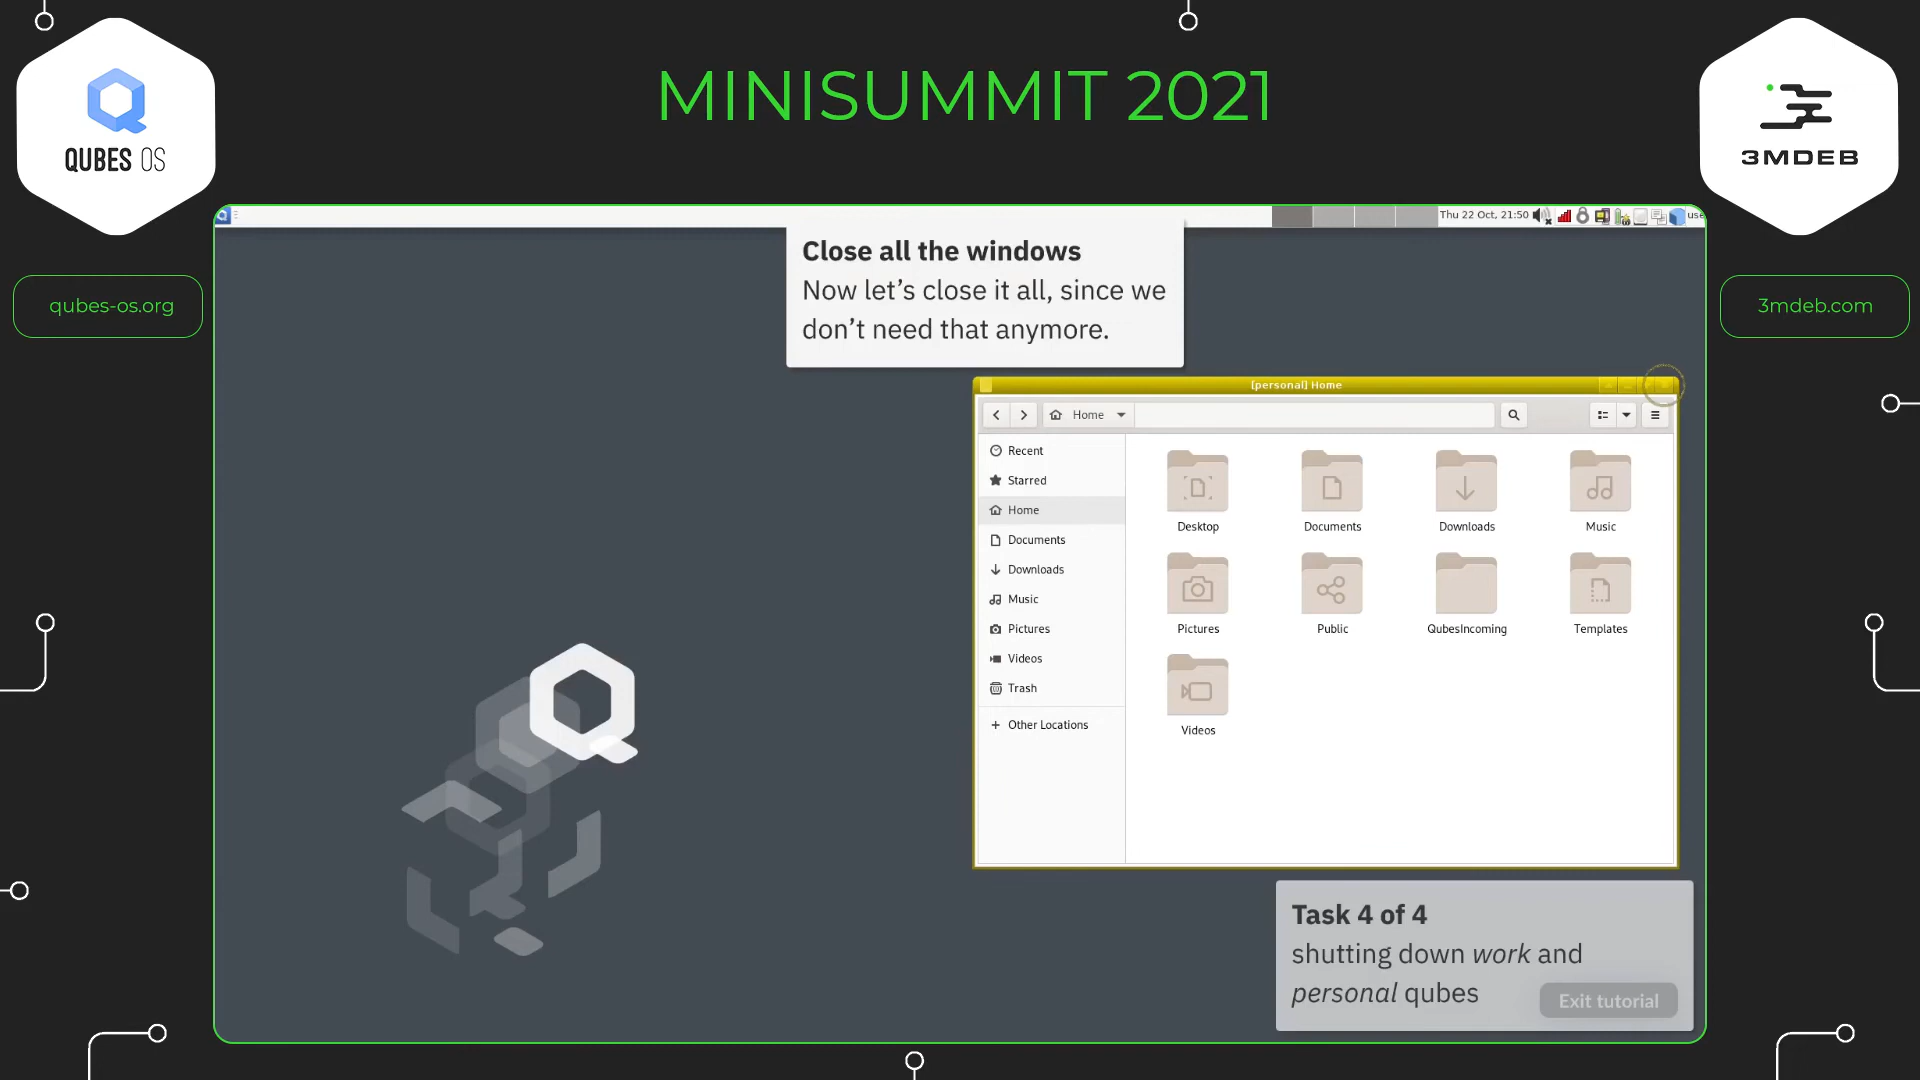 MINISUMMIT 2021
QUBES OS
3MDEB
qubes-os.org
3mdeb.com
Thu 22 Oct, 21:50
use
Close all the windows
Now let’s close it all, since we
don’t need that anymore.
[personal] Home
Home
Recent
Starred
Home
Documents
Downloads
Music
Pictures
Videos
Trash
Other Locations
Desktop
Documents
Downloads
Music
Pictures
Public
QubesIncoming
Templates
Videos
Task 4 of 4
shutting down work and
personal qubes
Exit tutorial